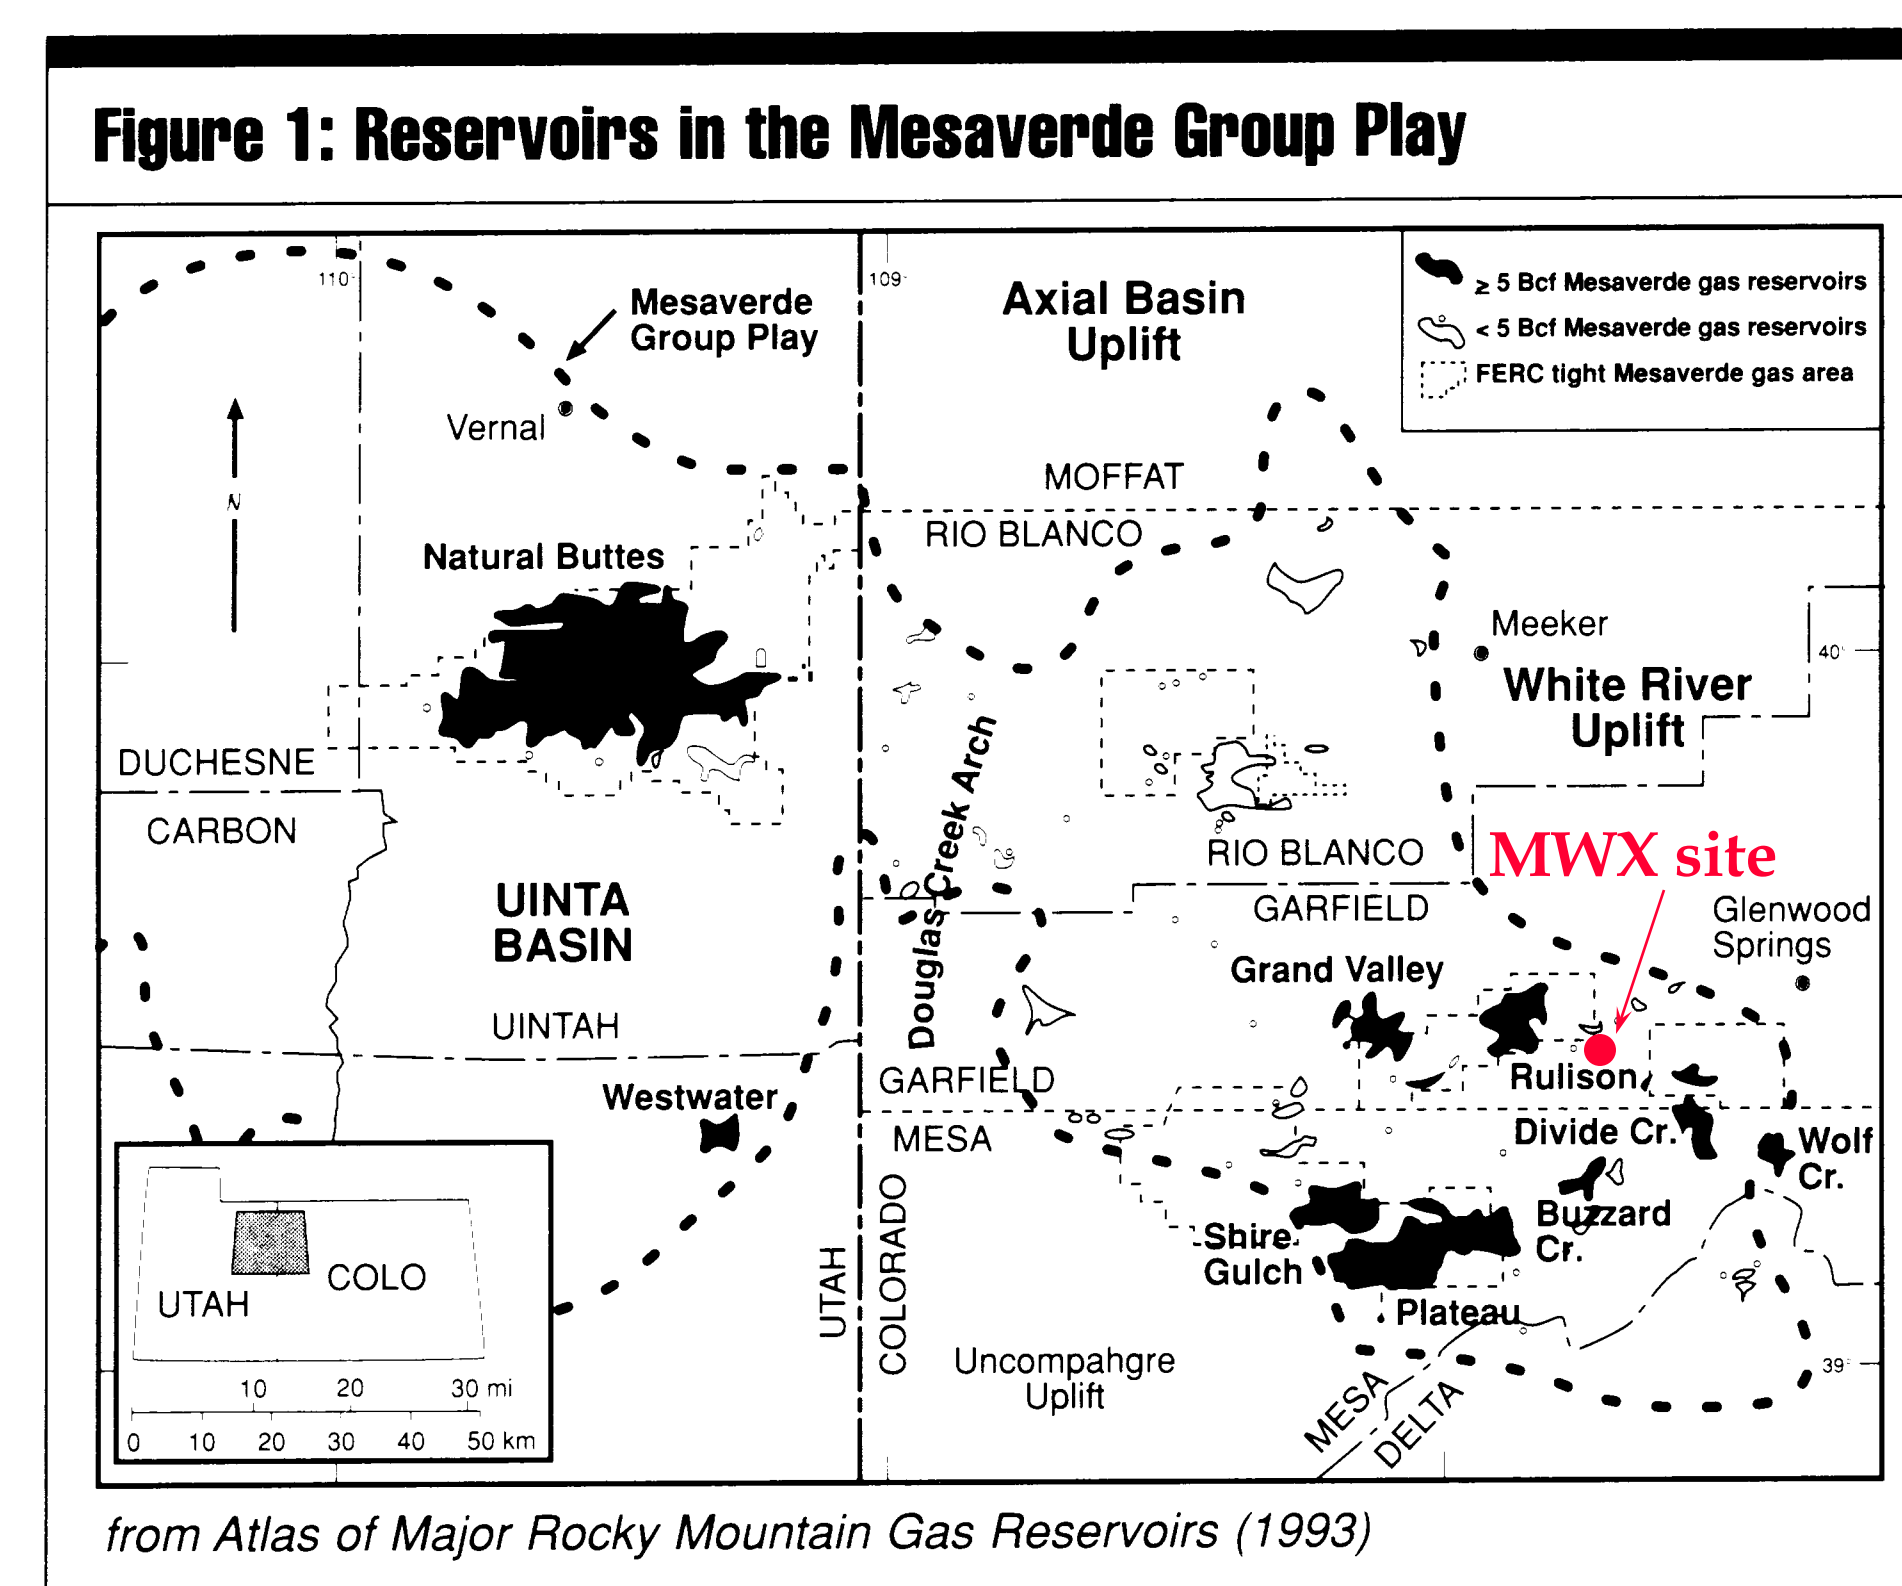 Figure 1: Reservoirs in the Mesaverde Group Play
110°
109°
Mesaverde
Group Play
Axial Basin
Uplift
≥ 5 Bcf Mesaverde gas reservoirs
< 5 Bcf Mesaverde gas reservoirs
FERC tight Mesaverde gas area
Vernal
N
MOFFAT
RIO BLANCO
Natural Buttes
Meeker
40°
White River
Uplift
DUCHESNE
CARBON
Douglas Creek Arch
RIO BLANCO
MWX site
GARFIELD
Glenwood
Springs
UINTA
BASIN
Grand Valley
UINTAH
GARFIELD
Rulison
Westwater
MESA
Divide Cr.
Wolf
Cr.
Buzzard
Cr.
Shire
Gulch
Plateau
UTAH
COLORADO
UTAH
COLO
10 20 30 mi
0 10 20 30 40 50 km
Uncompahgre
Uplift
MESA
DELTA
39°
from Atlas of Major Rocky Mountain Gas Reservoirs (1993)